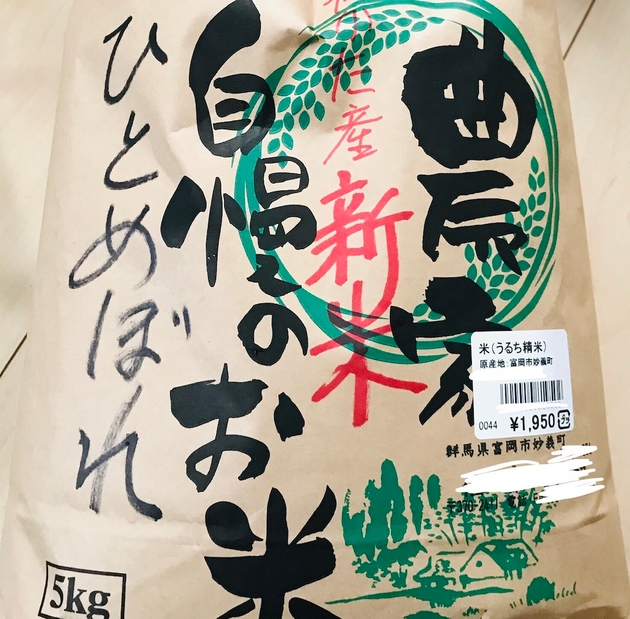 農家
産新米
自慢のお米
ひとめぼれ
米(うるち精米)
原産地:富岡市妙義町
0044 ¥1,950
群馬県富岡市妙義町
5kg